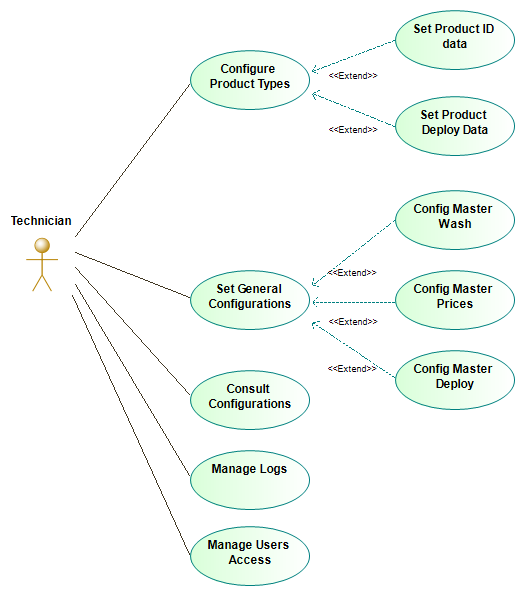 Set Product ID
data
Configure
Product Types
<<Extend>>
Set Product
Deploy Data
<<Extend>>
Technician
Config Master
Wash
<<Extend>>
Set General
Configurations
Config Master
Prices
<<Extend>>
Config Master
Deploy
<<Extend>>
Consult
Configurations
Manage Logs
Manage Users
Access